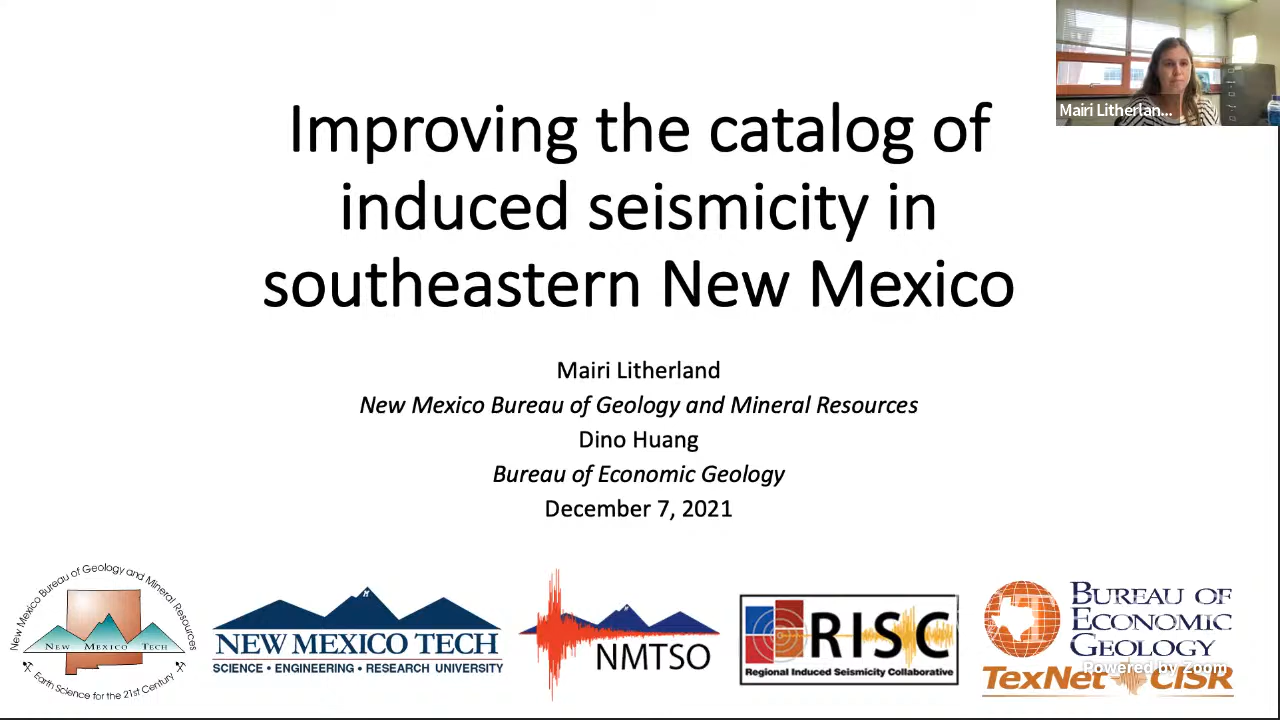 Mairi Litherlan...
Improving the catalog of
induced seismicity in
southeastern New Mexico
Mairi Litherland
New Mexico Bureau of Geology and Mineral Resources
Dino Huang
Bureau of Economic Geology
December 7, 2021
New Mexico Bureau of Geology and Mineral Resources
NEW MEXICO TECH
Earth Science for the 21st Century
NEW MEXICO TECH
SCIENCE • ENGINEERING • RESEARCH UNIVERSITY
NMTSO
RISC
Regional Induced Seismicity Collaborative
BUREAU OF
ECONOMIC
GEOLOGY
TexNet CISR
Powered by Zoom